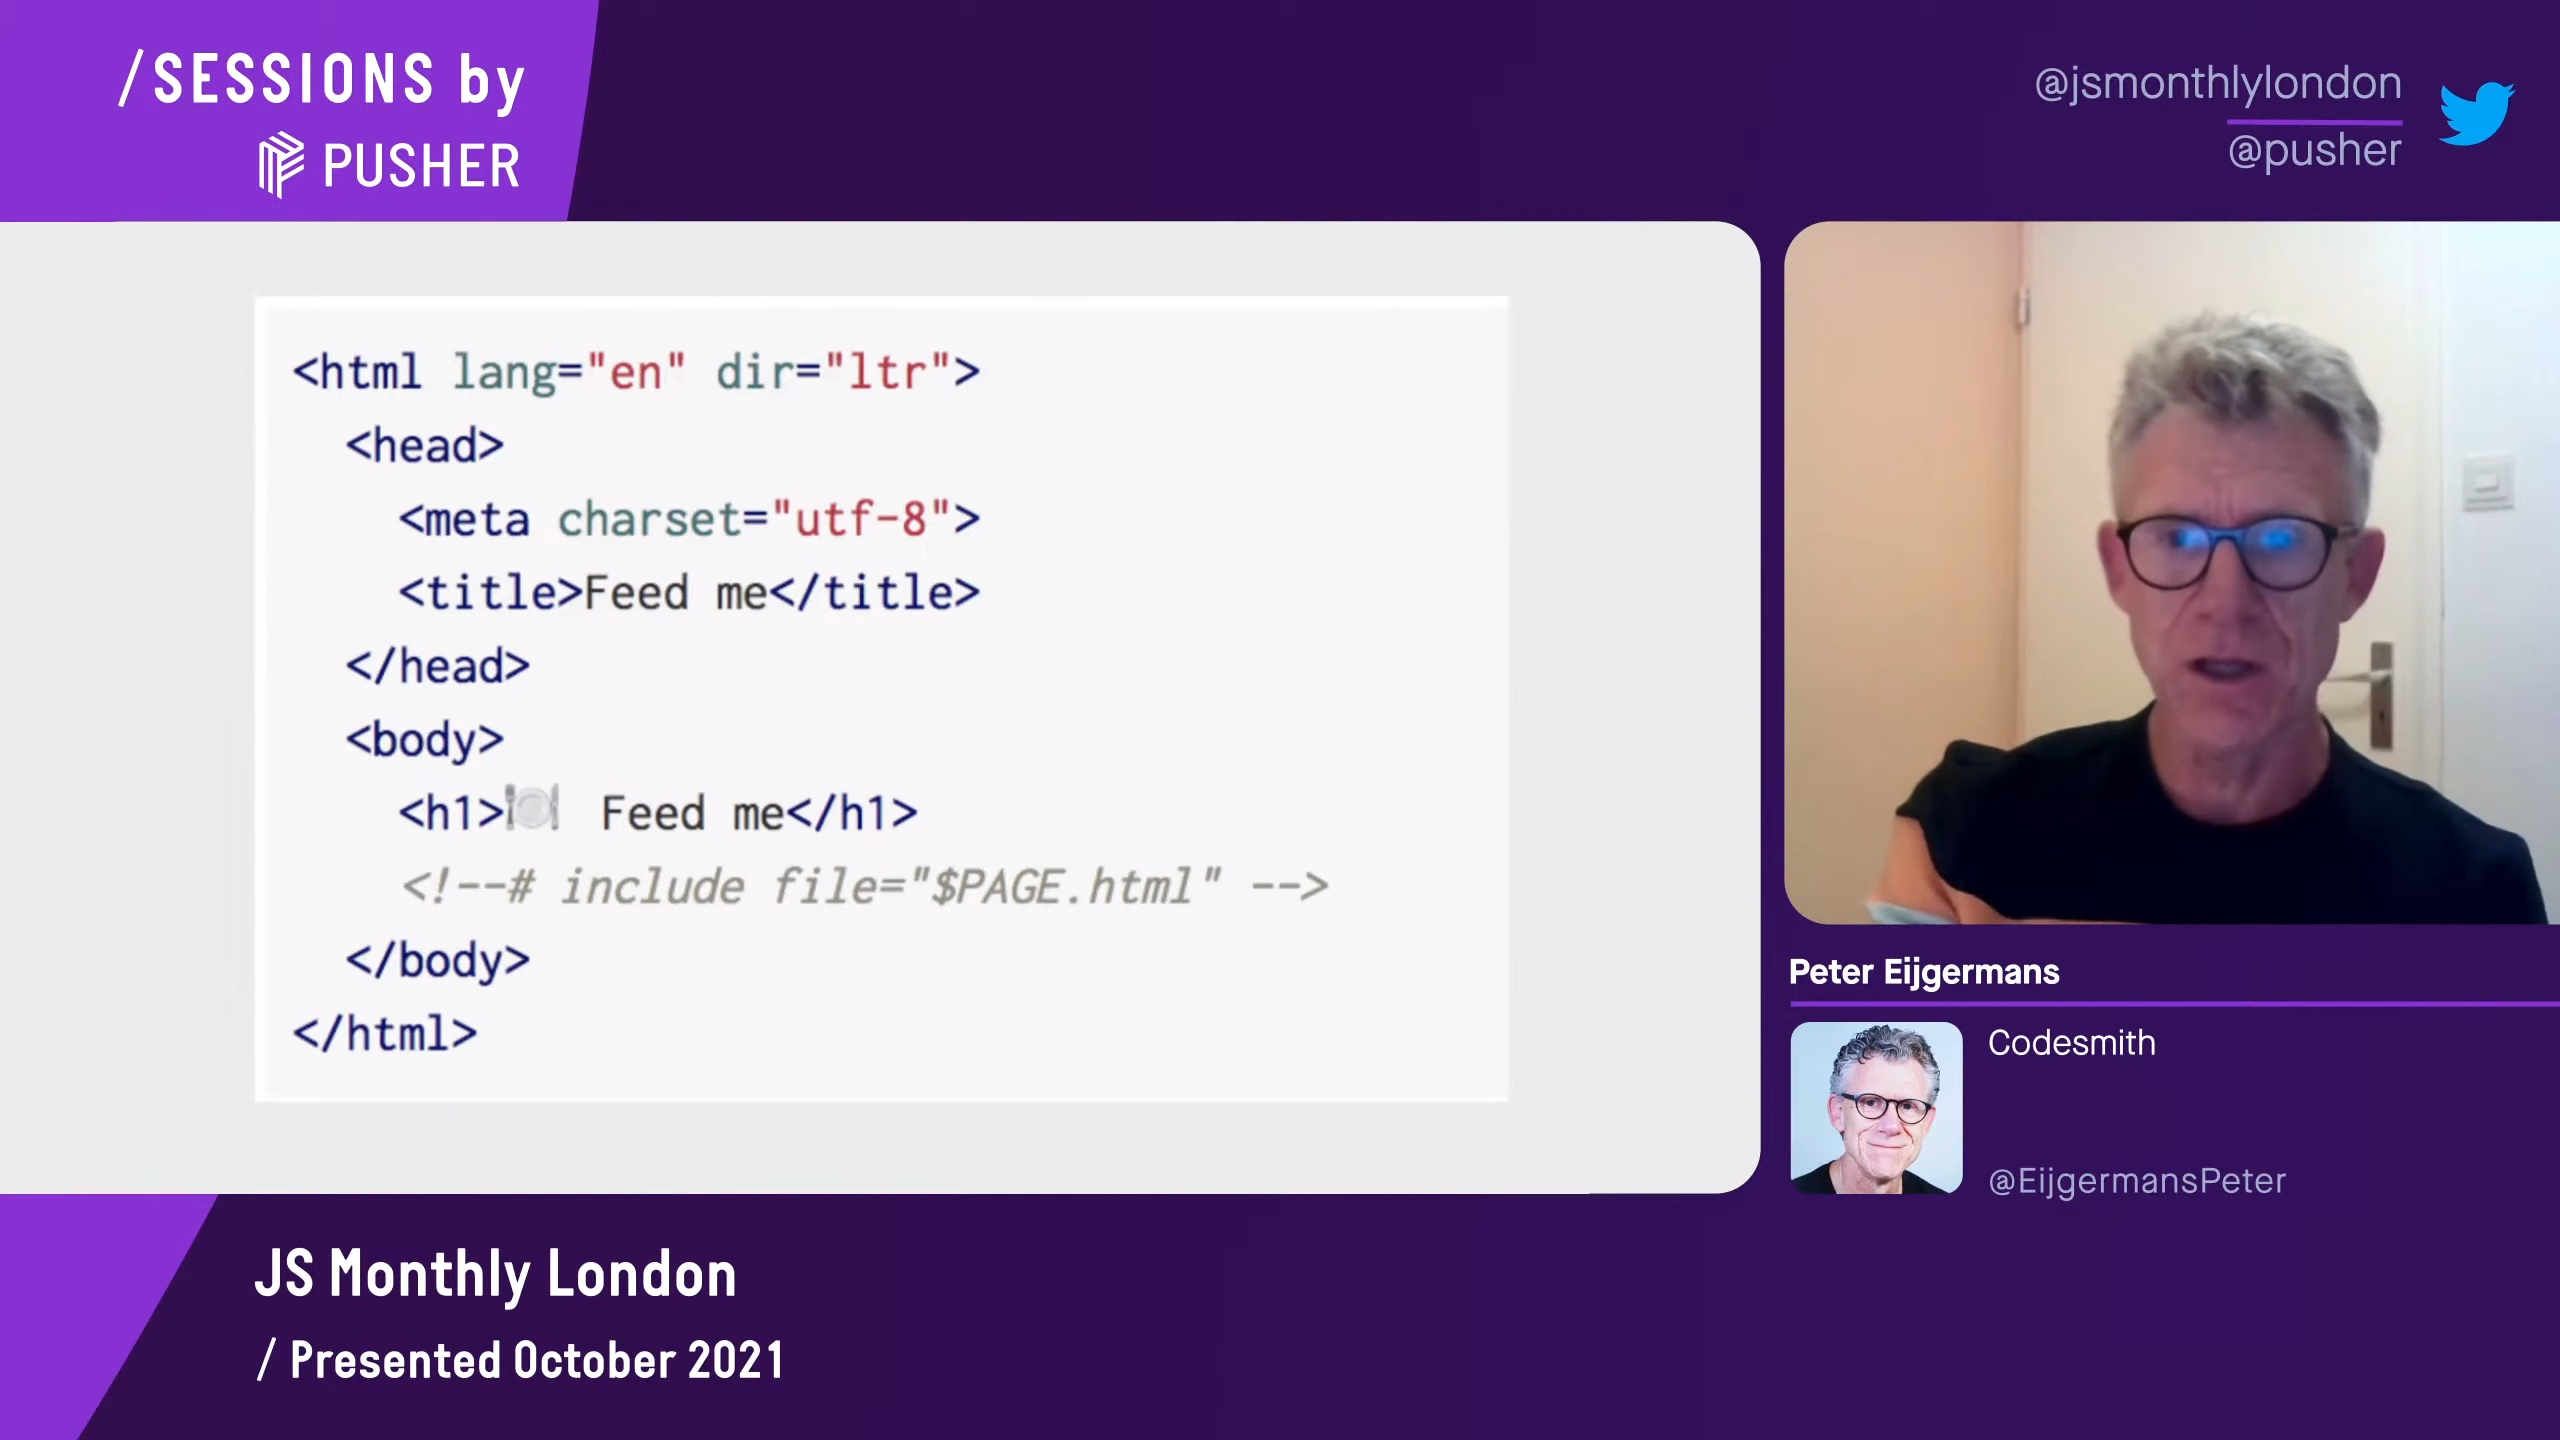 /SESSIONS by
PUSHER
@jsmonthlylondon
@pusher
<html lang="en" dir="ltr">
<head>
<meta charset="utf-8">
<title>Feed me</title>
</head>
<body>
<h1>🍽 Feed me</h1>
<!--# include file="$PAGE.html" -->
</body>
</html>
Peter Eijgermans
Codesmith
@EijgermansPeter
JS Monthly London
/ Presented October 2021